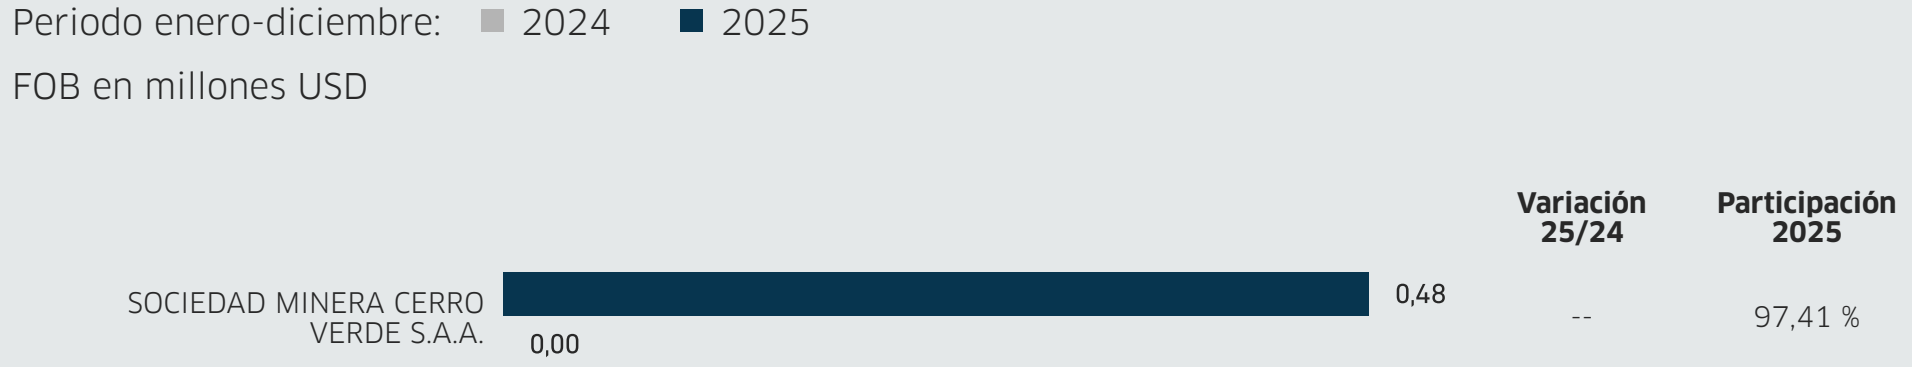 Periodo enero-diciembre: 2024 2025
FOB en millones USD
Variación 25/24
Participación 2025
SOCIEDAD MINERA CERRO
VERDE S.A.A.
0,48
0,00
--
97,41 %